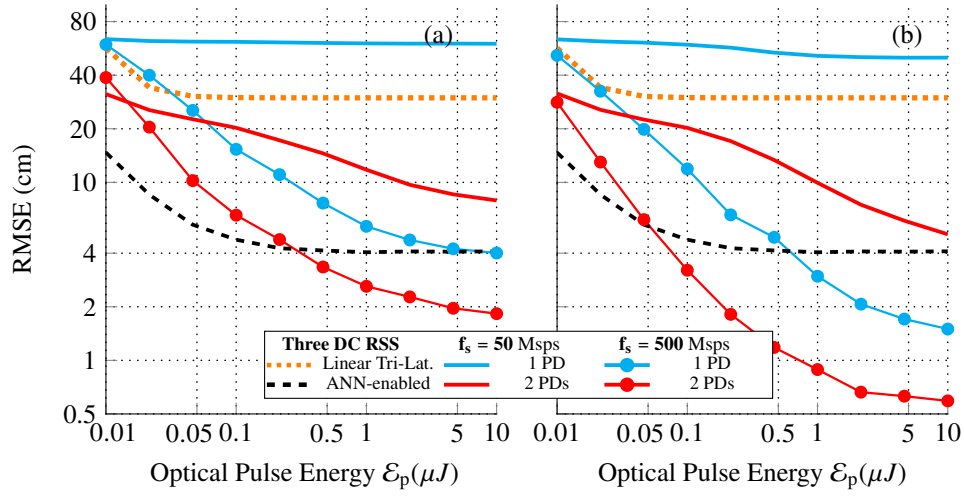 (a)
(b)
80
40
20
10
4
2
1
0.5
RMSE (cm)
Three DC RSS
f_s = 50 Msps
f_s = 500 Msps
Linear Tri-Lat.
1 PD
1 PD
ANN-enabled
2 PDs
2 PDs
0.01
0.05
0.1
0.5
1
5
10
0.01
0.05
0.1
0.5
1
5
10
Optical Pulse Energy ℰ_p(μJ)
Optical Pulse Energy ℰ_p(μJ)